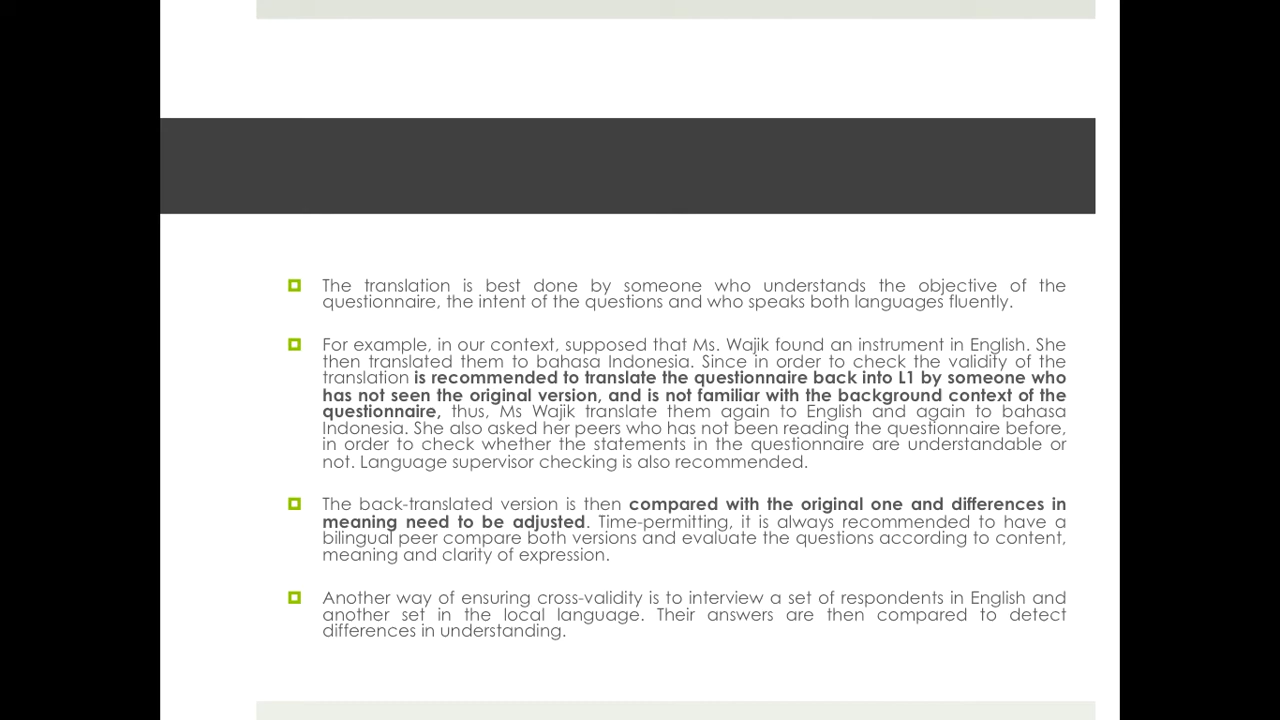 The translation is best done by someone who understands the objective of the
questionnaire, the intent of the questions and who speaks both languages fluently.
For example, in our context, supposed that Ms. Wajik found an instrument in English. She
then translated them to bahasa Indonesia. Since in order to check the validity of the
translation is recommended to translate the questionnaire back into L1 by someone who
has not seen the original version, and is not familiar with the background context of the
questionnaire, thus, Ms Wajik translate them again to English and again to bahasa
Indonesia. She also asked her peers who has not been reading the questionnaire before,
in order to check whether the statements in the questionnaire are understandable or
not. Language supervisor checking is also recommended.
The back-translated version is then compared with the original one and differences in
meaning need to be adjusted. Time-permitting, it is always recommended to have a
bilingual peer compare both versions and evaluate the questions according to content,
meaning and clarity of expression.
Another way of ensuring cross-validity is to interview a set of respondents in English and
another set in the local language. Their answers are then compared to detect
differences in understanding.